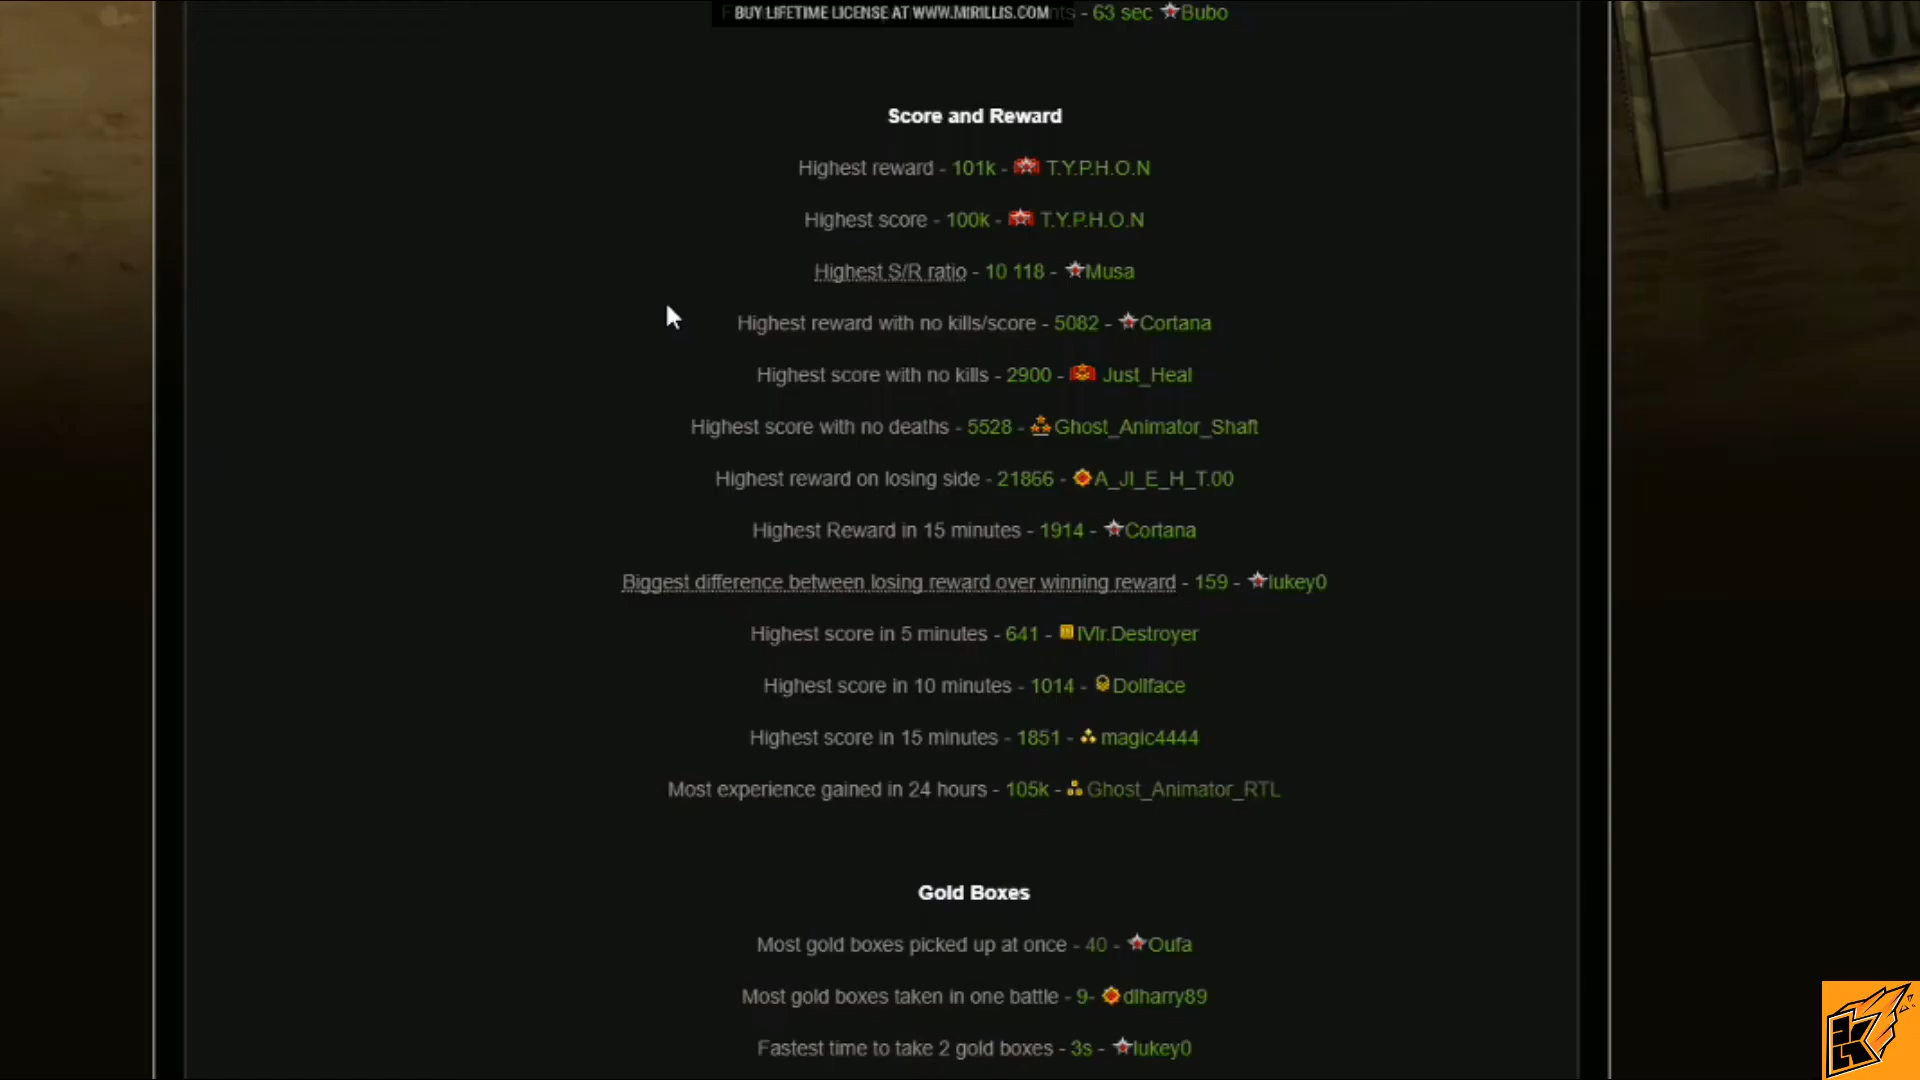 BUY LIFETIME LICENSE AT WWW.MIRILLIS.COM
- 63 sec Bubo
Score and Reward
Highest reward - 101k - T.Y.P.H.O.N
Highest score - 100k - T.Y.P.H.O.N
Highest S/R ratio - 10 118 - Musa
Highest reward with no kills/score - 5082 - Cortana
Highest score with no kills - 2900 - Just_Heal
Highest score with no deaths - 5528 - Ghost_Animator_Shaft
Highest reward on losing side - 21866 - A_JI_E_H_T.00
Highest Reward in 15 minutes - 1914 - Cortana
Biggest difference between losing reward over winning reward - 159 - lukey0
Highest score in 5 minutes - 641 - IVIr.Destroyer
Highest score in 10 minutes - 1014 - Dollface
Highest score in 15 minutes - 1851 - magic4444
Most experience gained in 24 hours - 105k - Ghost_Animator_RTL
Gold Boxes
Most gold boxes picked up at once - 40 - Oufa
Most gold boxes taken in one battle - 9- dlharry89
Fastest time to take 2 gold boxes - 3s - lukey0